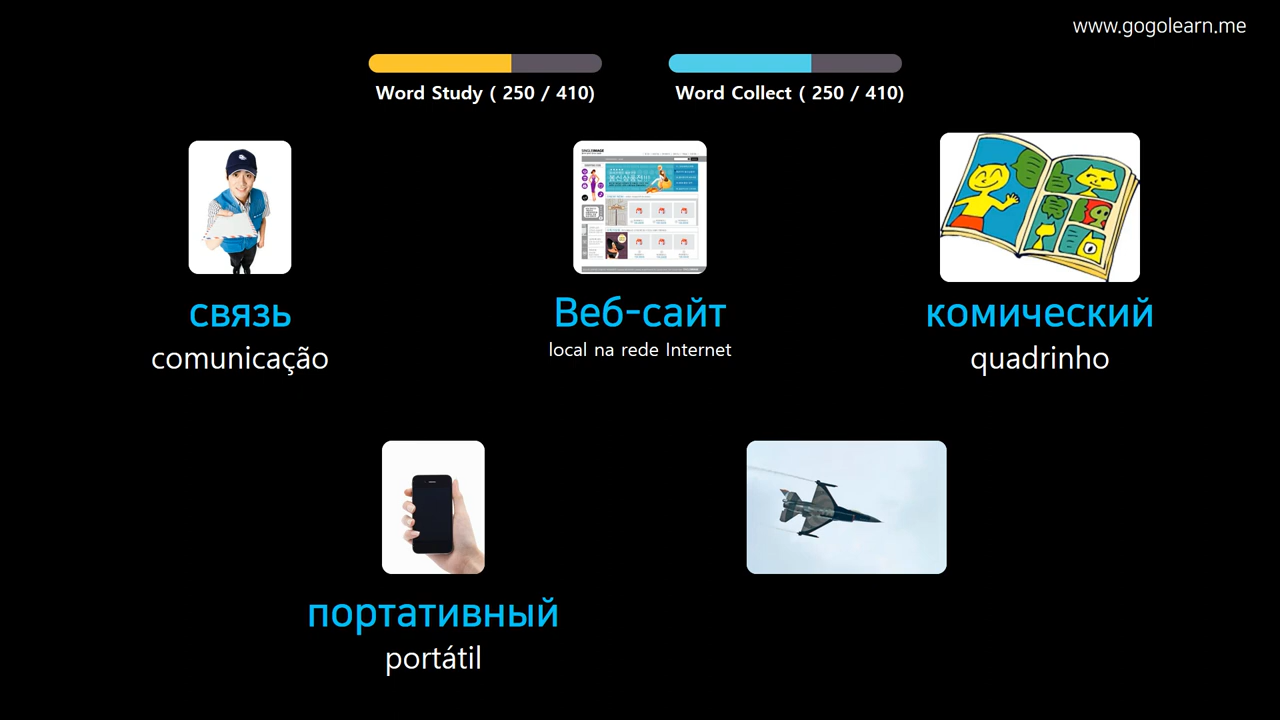 www.gogolearn.me
Word Study ( 250 / 410)
Word Collect ( 250 / 410)
связь
comunicação
Веб-сайт
local na rede Internet
комический
quadrinho
портативный
portátil